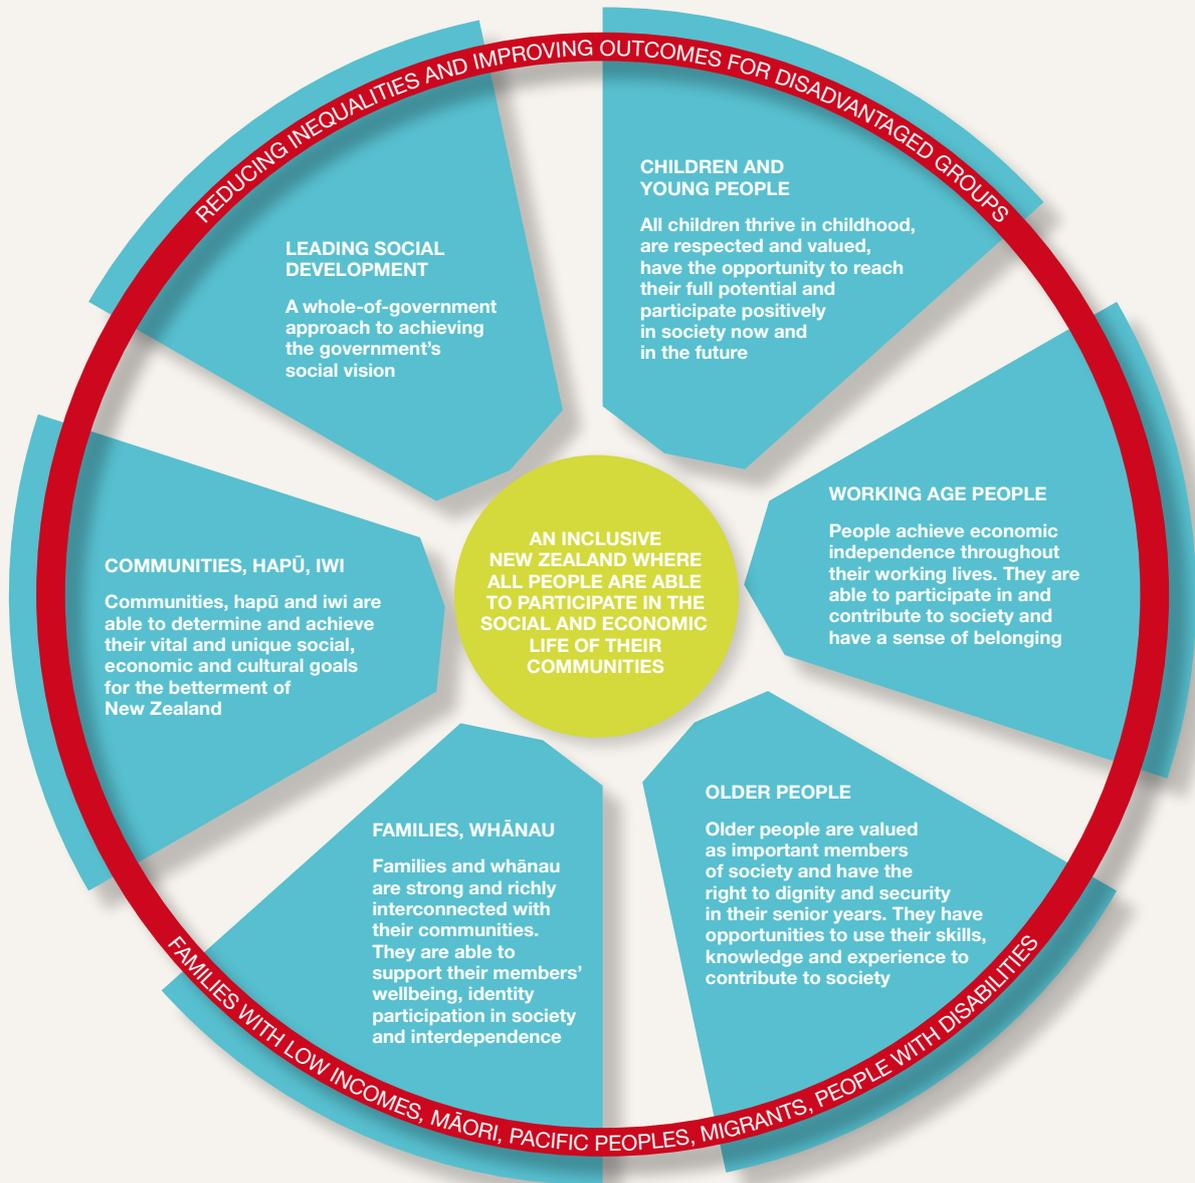 REDUCING INEQUALITIES AND IMPROVING OUTCOMES FOR DISADVANTAGED GROUPS
LEADING SOCIAL
DEVELOPMENT
A whole-of-government
approach to achieving
the government's
social vision
CHILDREN AND
YOUNG PEOPLE
All children thrive in childhood,
are respected and valued,
have the opportunity to reach
their full potential and
participate positively
in society now and
in the future
WORKING AGE PEOPLE
People achieve economic
independence throughout
their working lives. They are
able to participate in and
contribute to society and
have a sense of belonging
AN INCLUSIVE
NEW ZEALAND WHERE
ALL PEOPLE ARE ABLE
TO PARTICIPATE IN THE
SOCIAL AND ECONOMIC
LIFE OF THEIR
COMMUNITIES
COMMUNITIES, HAPŪ, IWI
Communities, hapū and iwi are
able to determine and achieve
their vital and unique social,
economic and cultural goals
for the betterment of
New Zealand
OLDER PEOPLE
Older people are valued
as important members
of society and have the
right to dignity and security
in their senior years. They have
opportunities to use their skills,
knowledge and experience to
contribute to society
FAMILIES, WHĀNAU
Families and whānau
are strong and richly
interconnected with
their communities.
They are able to
support their members'
wellbeing, identity
participation in society
and interdependence
FAMILIES WITH LOW INCOMES, MĀORI, PACIFIC PEOPLES, MIGRANTS, PEOPLE WITH DISABILITIES